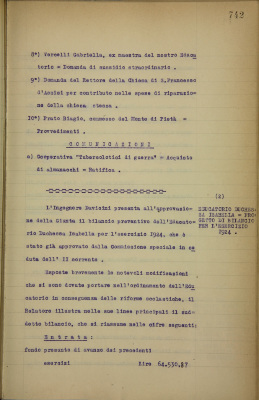 742
8°) Vercelli Gabriella, ex maestra del nostro Educa
torio = Domanda di sussidio straordinario .
9°) Domanda del Rettore della Chiesa di S.Francesco
d'Assisi per contributo nelle spese di riparazio=
ne della chiesa stessa .
10°) Prato Biagio, commesso del Monte di Pietà =
Provvedimenti .
C O M U N I C A Z I O N I
a) Cooperativa "Tubercolotici di guerra" = Acquisto
di almanacchi = Notifica .
(2)
L'Ingegnere Davicini presenta all'approvazio=
ne della Giunta il bilancio preventivo dell'Educato=
rio Duchessa Isabella per l'esercizio 1924, che è
stato già approvato dalla Commissione speciale in se
duta dell' 11 corrente .
EDUCATORIO DUCHES=
SA ISABELLA = PRO=
GETTO DI BILANCIO
PER L'ESERCIZIO
1924 .
Esposte brevemente le notevoli modificazioni
che si sono dovute portare nell'ordinamento dell'Edu
catorio in conseguenza delle riforme scolastiche, il
Relatore illustra nelle sue linee principali il sud=
detto bilancio, che si riassume nelle cifre seguenti:
E n t r a t a :
fondo presunto di avanzo dei precedenti
esercizi Lire 64.530,87